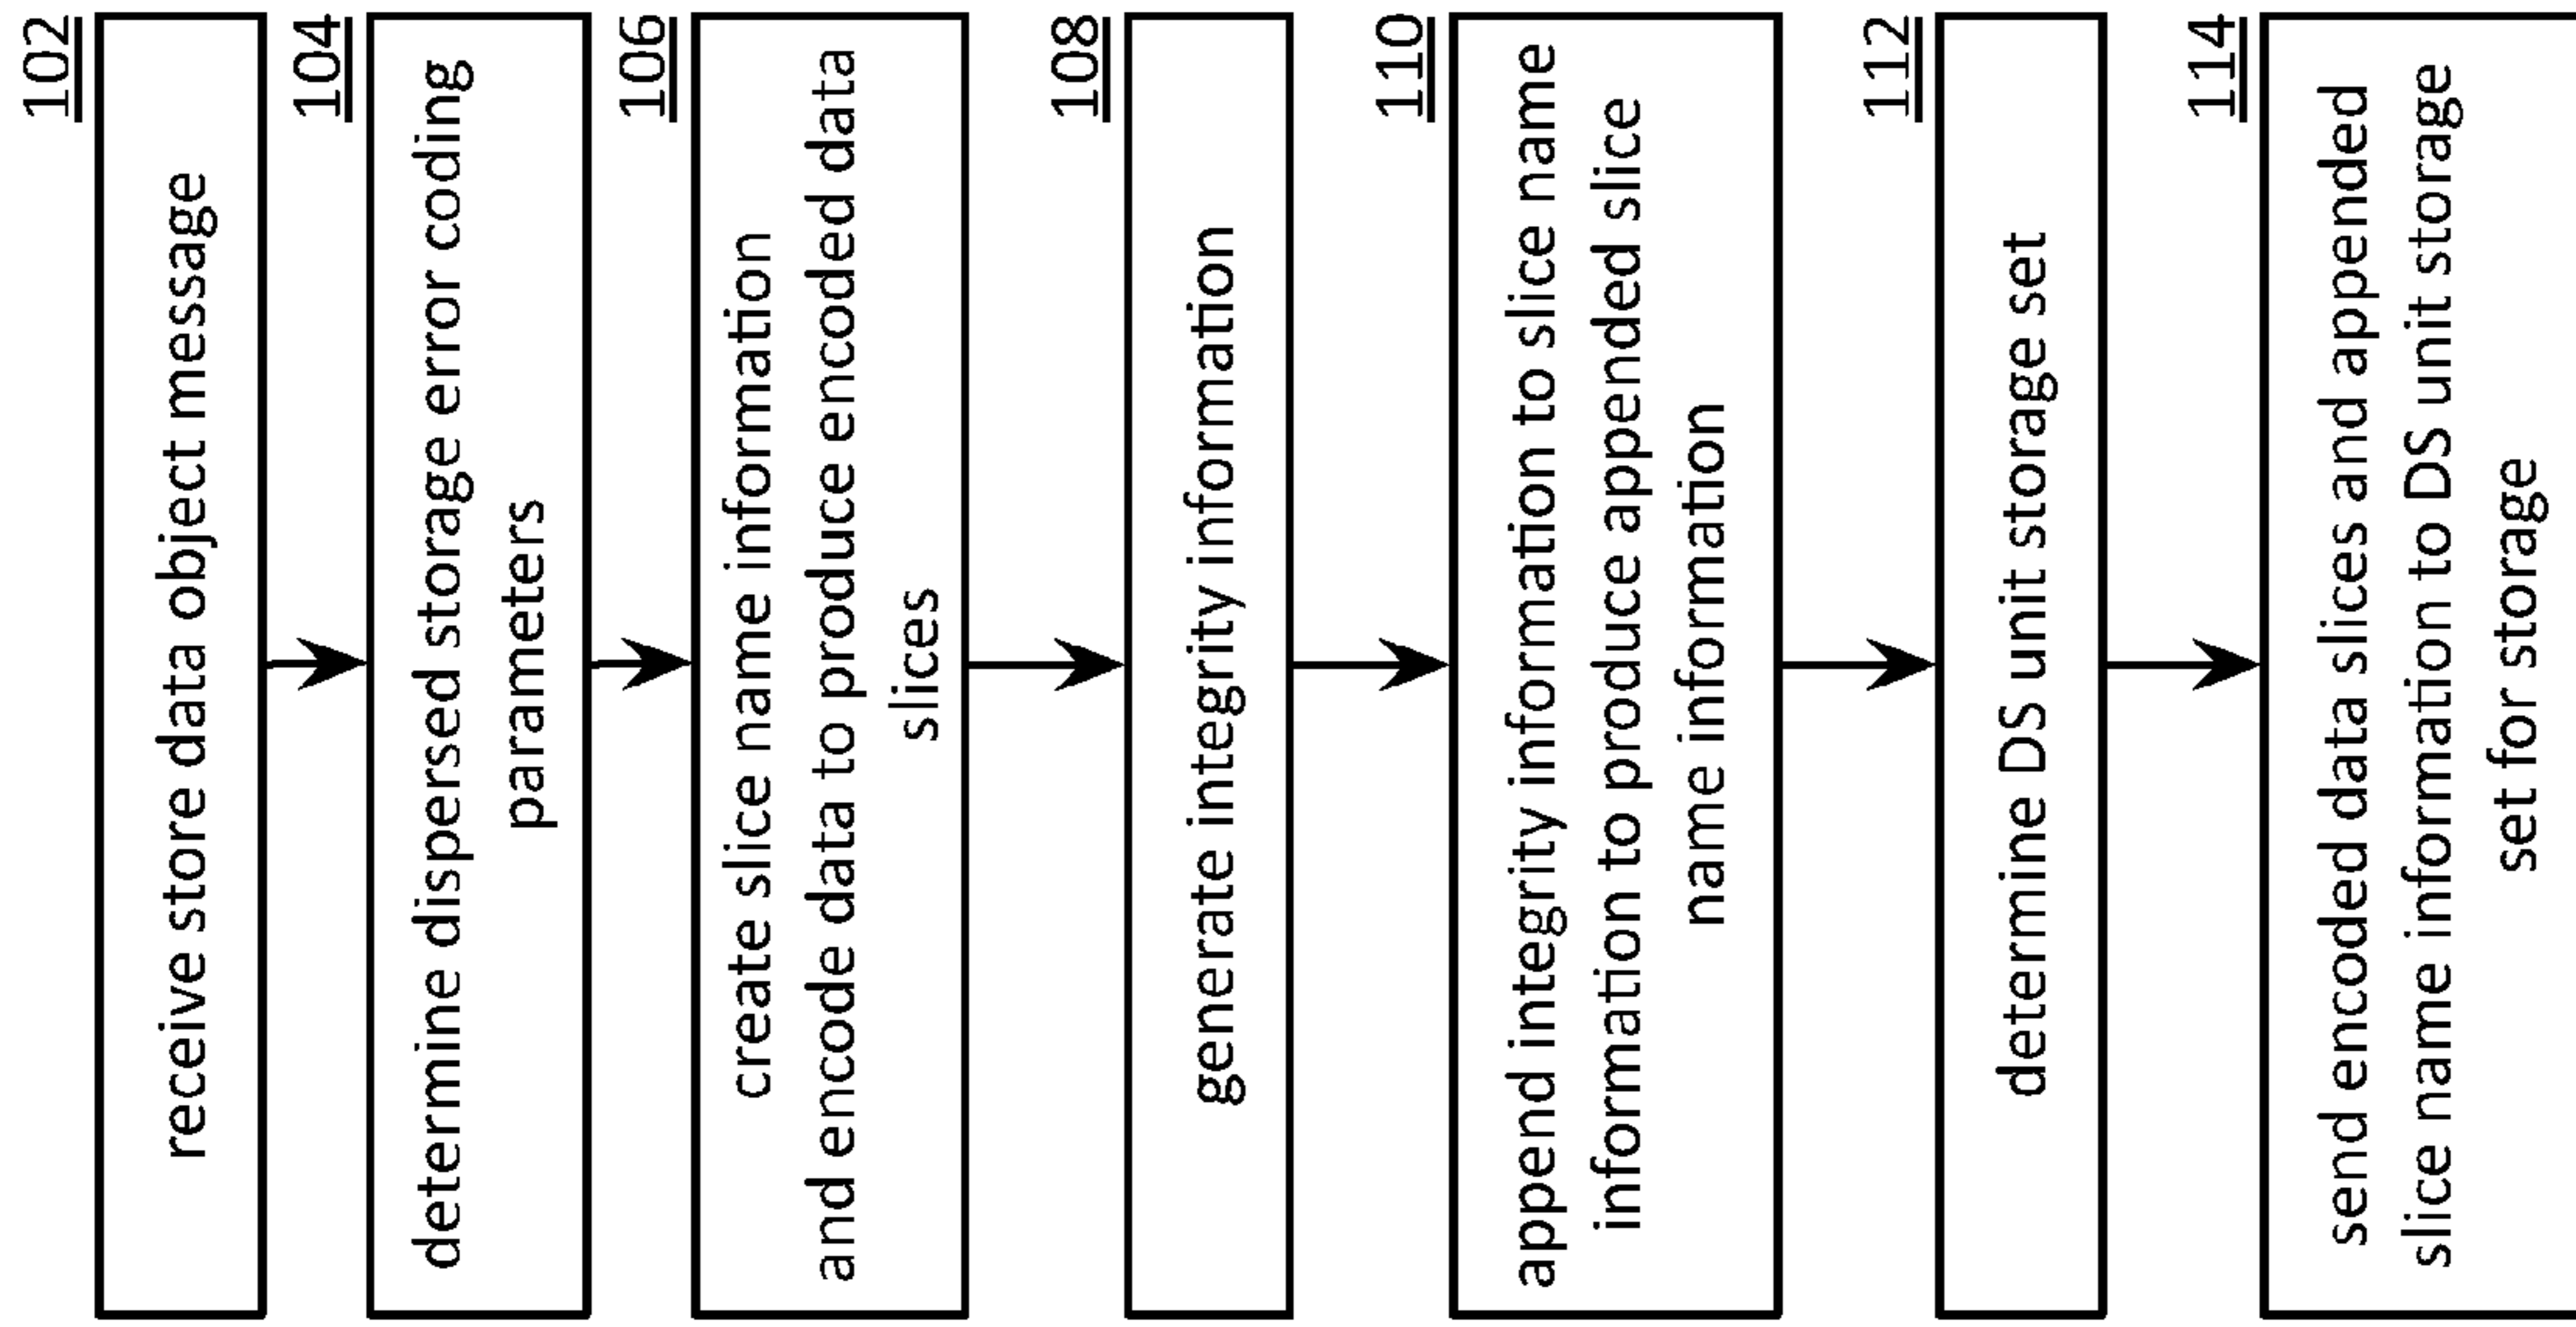 102
receive store data object message
104
determine dispersed storage error coding
parameters
106
create slice name information
and encode data to produce encoded data
slices
108
generate integrity information
110
append integrity information to slice name
information to produce appended slice
name information
112
determine DS unit storage set
114
send encoded data slices and appended
slice name information to DS unit storage
set for storage